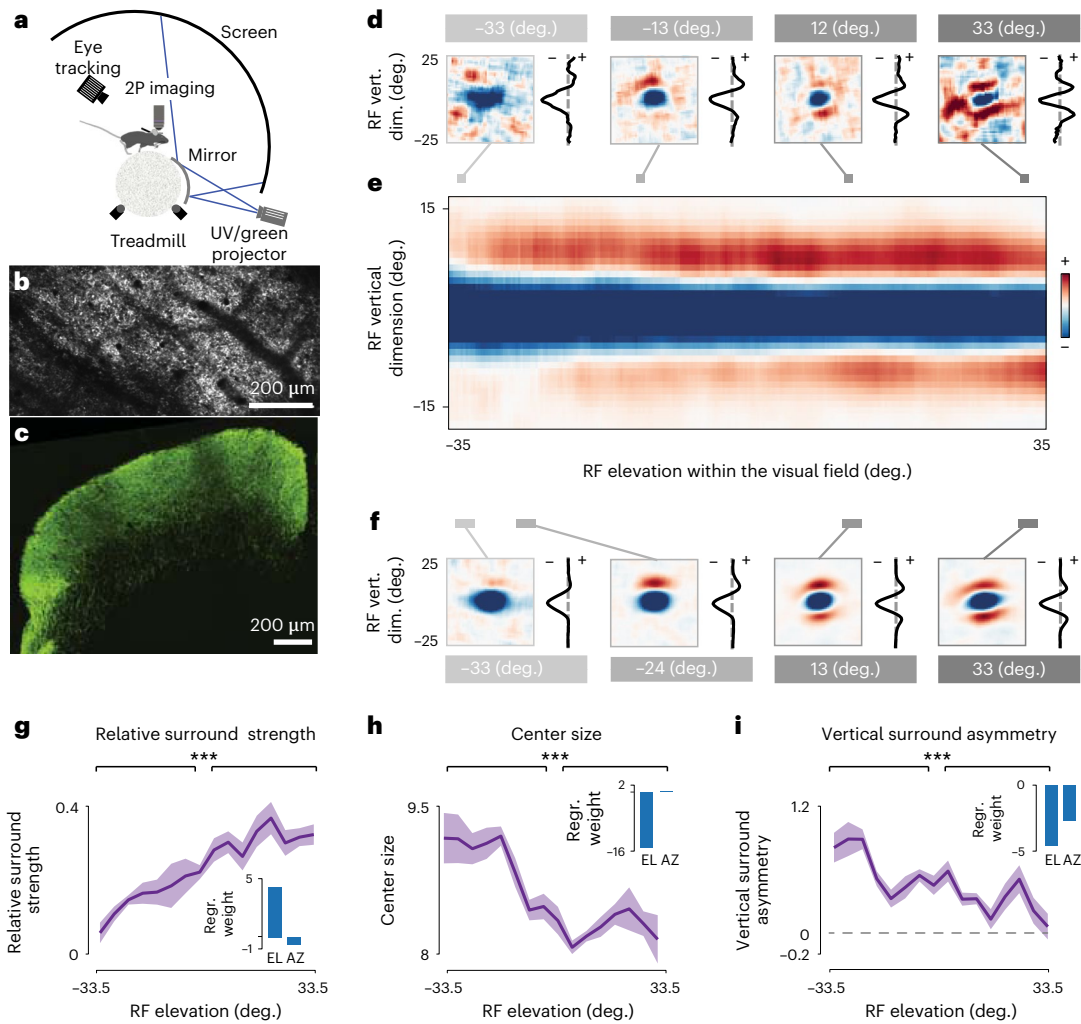 a
Screen
Eye
tracking
2P imaging
Mirror
Treadmill
UV/green
projector
b
200 µm
c
200 µm
d
–33 (deg.)
–13 (deg.)
12 (deg.)
33 (deg.)
RF vert.
dim. (deg.)
25
–25
– +
– +
– +
– +
e
RF vertical
dimension (deg.)
15
–15
–35
35
RF elevation within the visual field (deg.)
+
–
f
RF vert.
dim. (deg.)
25
–25
– +
– +
– +
– +
–33 (deg.)
–24 (deg.)
13 (deg.)
33 (deg.)
g
Relative surround strength
***
Relative surround
strength
0.4
0
Regr.
weight
5
–1
EL AZ
–33.5
33.5
RF elevation (deg.)
h
Center size
***
Center size
9.5
8
Regr.
weight
2
–16
EL AZ
–33.5
33.5
RF elevation (deg.)
i
Vertical surround asymmetry
***
Vertical surround
asymmetry
1.2
0
–0.2
Regr.
weight
0
–5
EL AZ
–33.5
33.5
RF elevation (deg.)